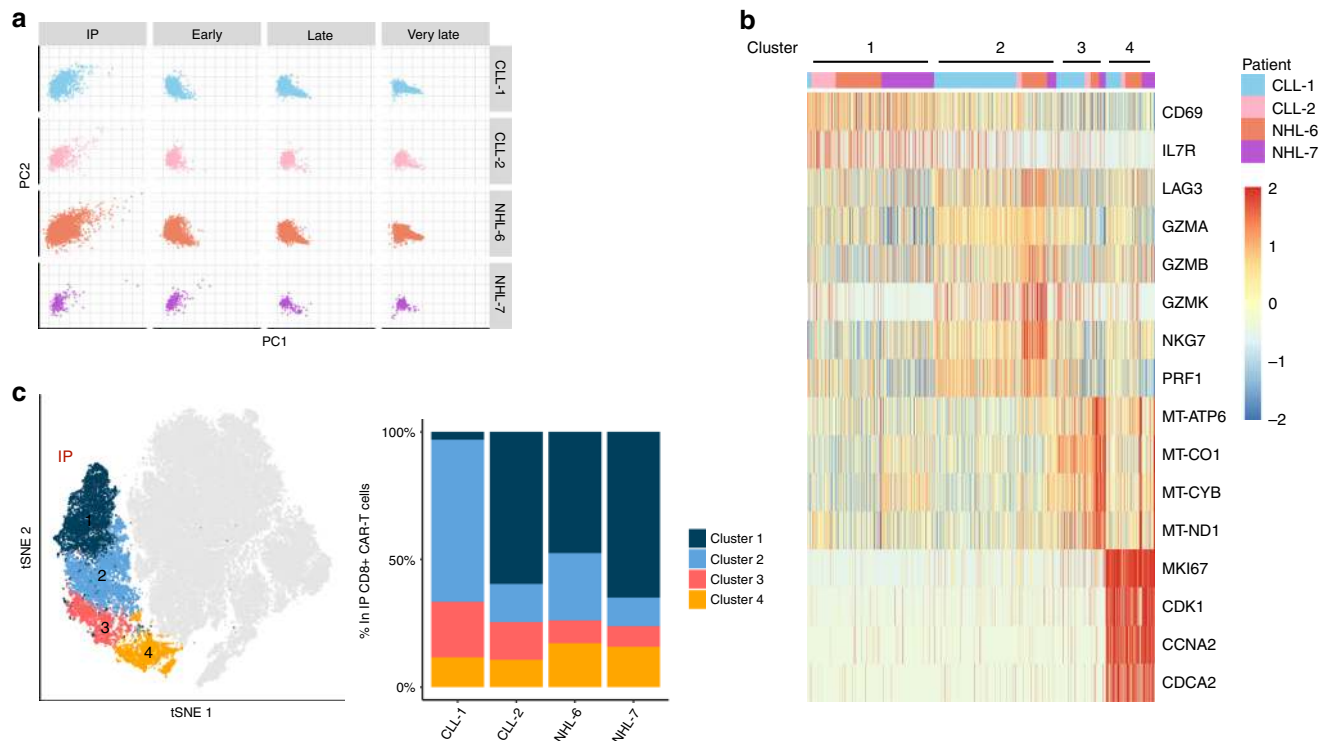 a
IP Early Late Very late
CLL-1
CLL-2
NHL-6
NHL-7
PC2
PC1
b
Cluster 1 2 3 4
Patient
CLL-1
CLL-2
NHL-6
NHL-7
CD69
IL7R
LAG3
GZMA
GZMB
GZMK
NKG7
PRF1
MT-ATP6
MT-CO1
MT-CYB
MT-ND1
MKI67
CDK1
CCNA2
CDCA2
2
1
0
–1
–2
c
IP
1
2
3
4
tSNE 2
tSNE 1
100%
50%
0%
% In IP CD8+ CAR-T cells
CLL-1 CLL-2 NHL-6 NHL-7
Cluster 1
Cluster 2
Cluster 3
Cluster 4